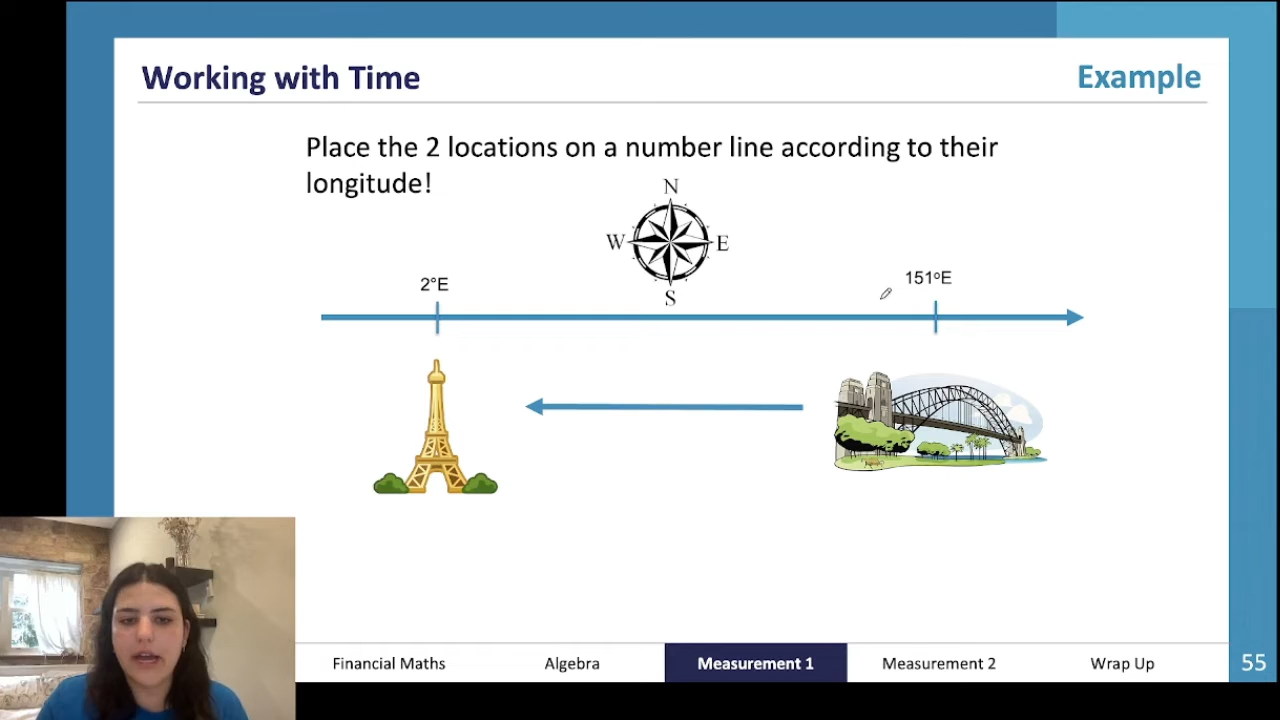 Working with Time
Example
Place the 2 locations on a number line according to their
longitude!
N
W
E
S
2°E
151°E
Financial Maths
Algebra
Measurement 1
Measurement 2
Wrap Up
55